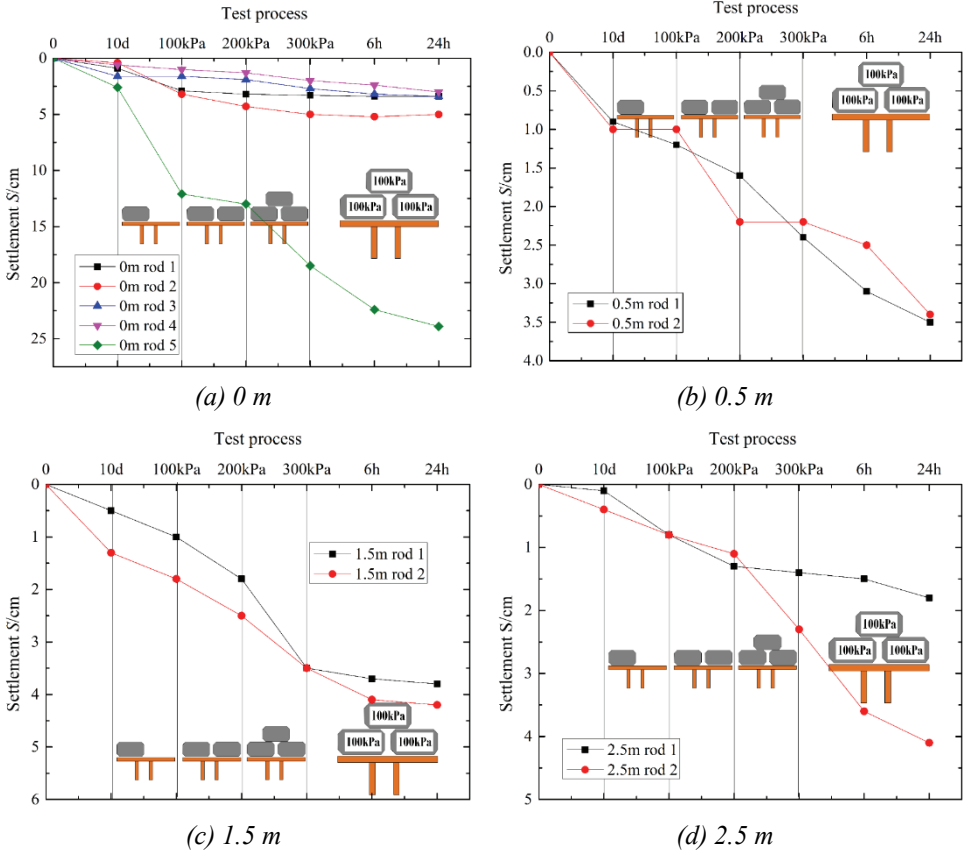 Test process
0 10d 100kPa 200kPa 300kPa 6h 24h
0
5
10
15
20
25
Settlement S/cm
100kPa
100kPa 100kPa
0m rod 1
0m rod 2
0m rod 3
0m rod 4
0m rod 5
(a) 0 m
Test process
0 10d 100kPa 200kPa 300kPa 6h 24h
0.0
0.5
1.0
1.5
2.0
2.5
3.0
3.5
4.0
Settlement S/cm
100kPa
100kPa 100kPa
0.5m rod 1
0.5m rod 2
(b) 0.5 m
Test process
0 10d 100kPa 200kPa 300kPa 6h 24h
0
1
2
3
4
5
6
Settlement S/cm
1.5m rod 1
1.5m rod 2
100kPa
100kPa 100kPa
(c) 1.5 m
Test process
0 10d 100kPa 200kPa 300kPa 6h 24h
0
1
2
3
4
5
Settlement S/cm
100kPa
100kPa 100kPa
2.5m rod 1
2.5m rod 2
(d) 2.5 m